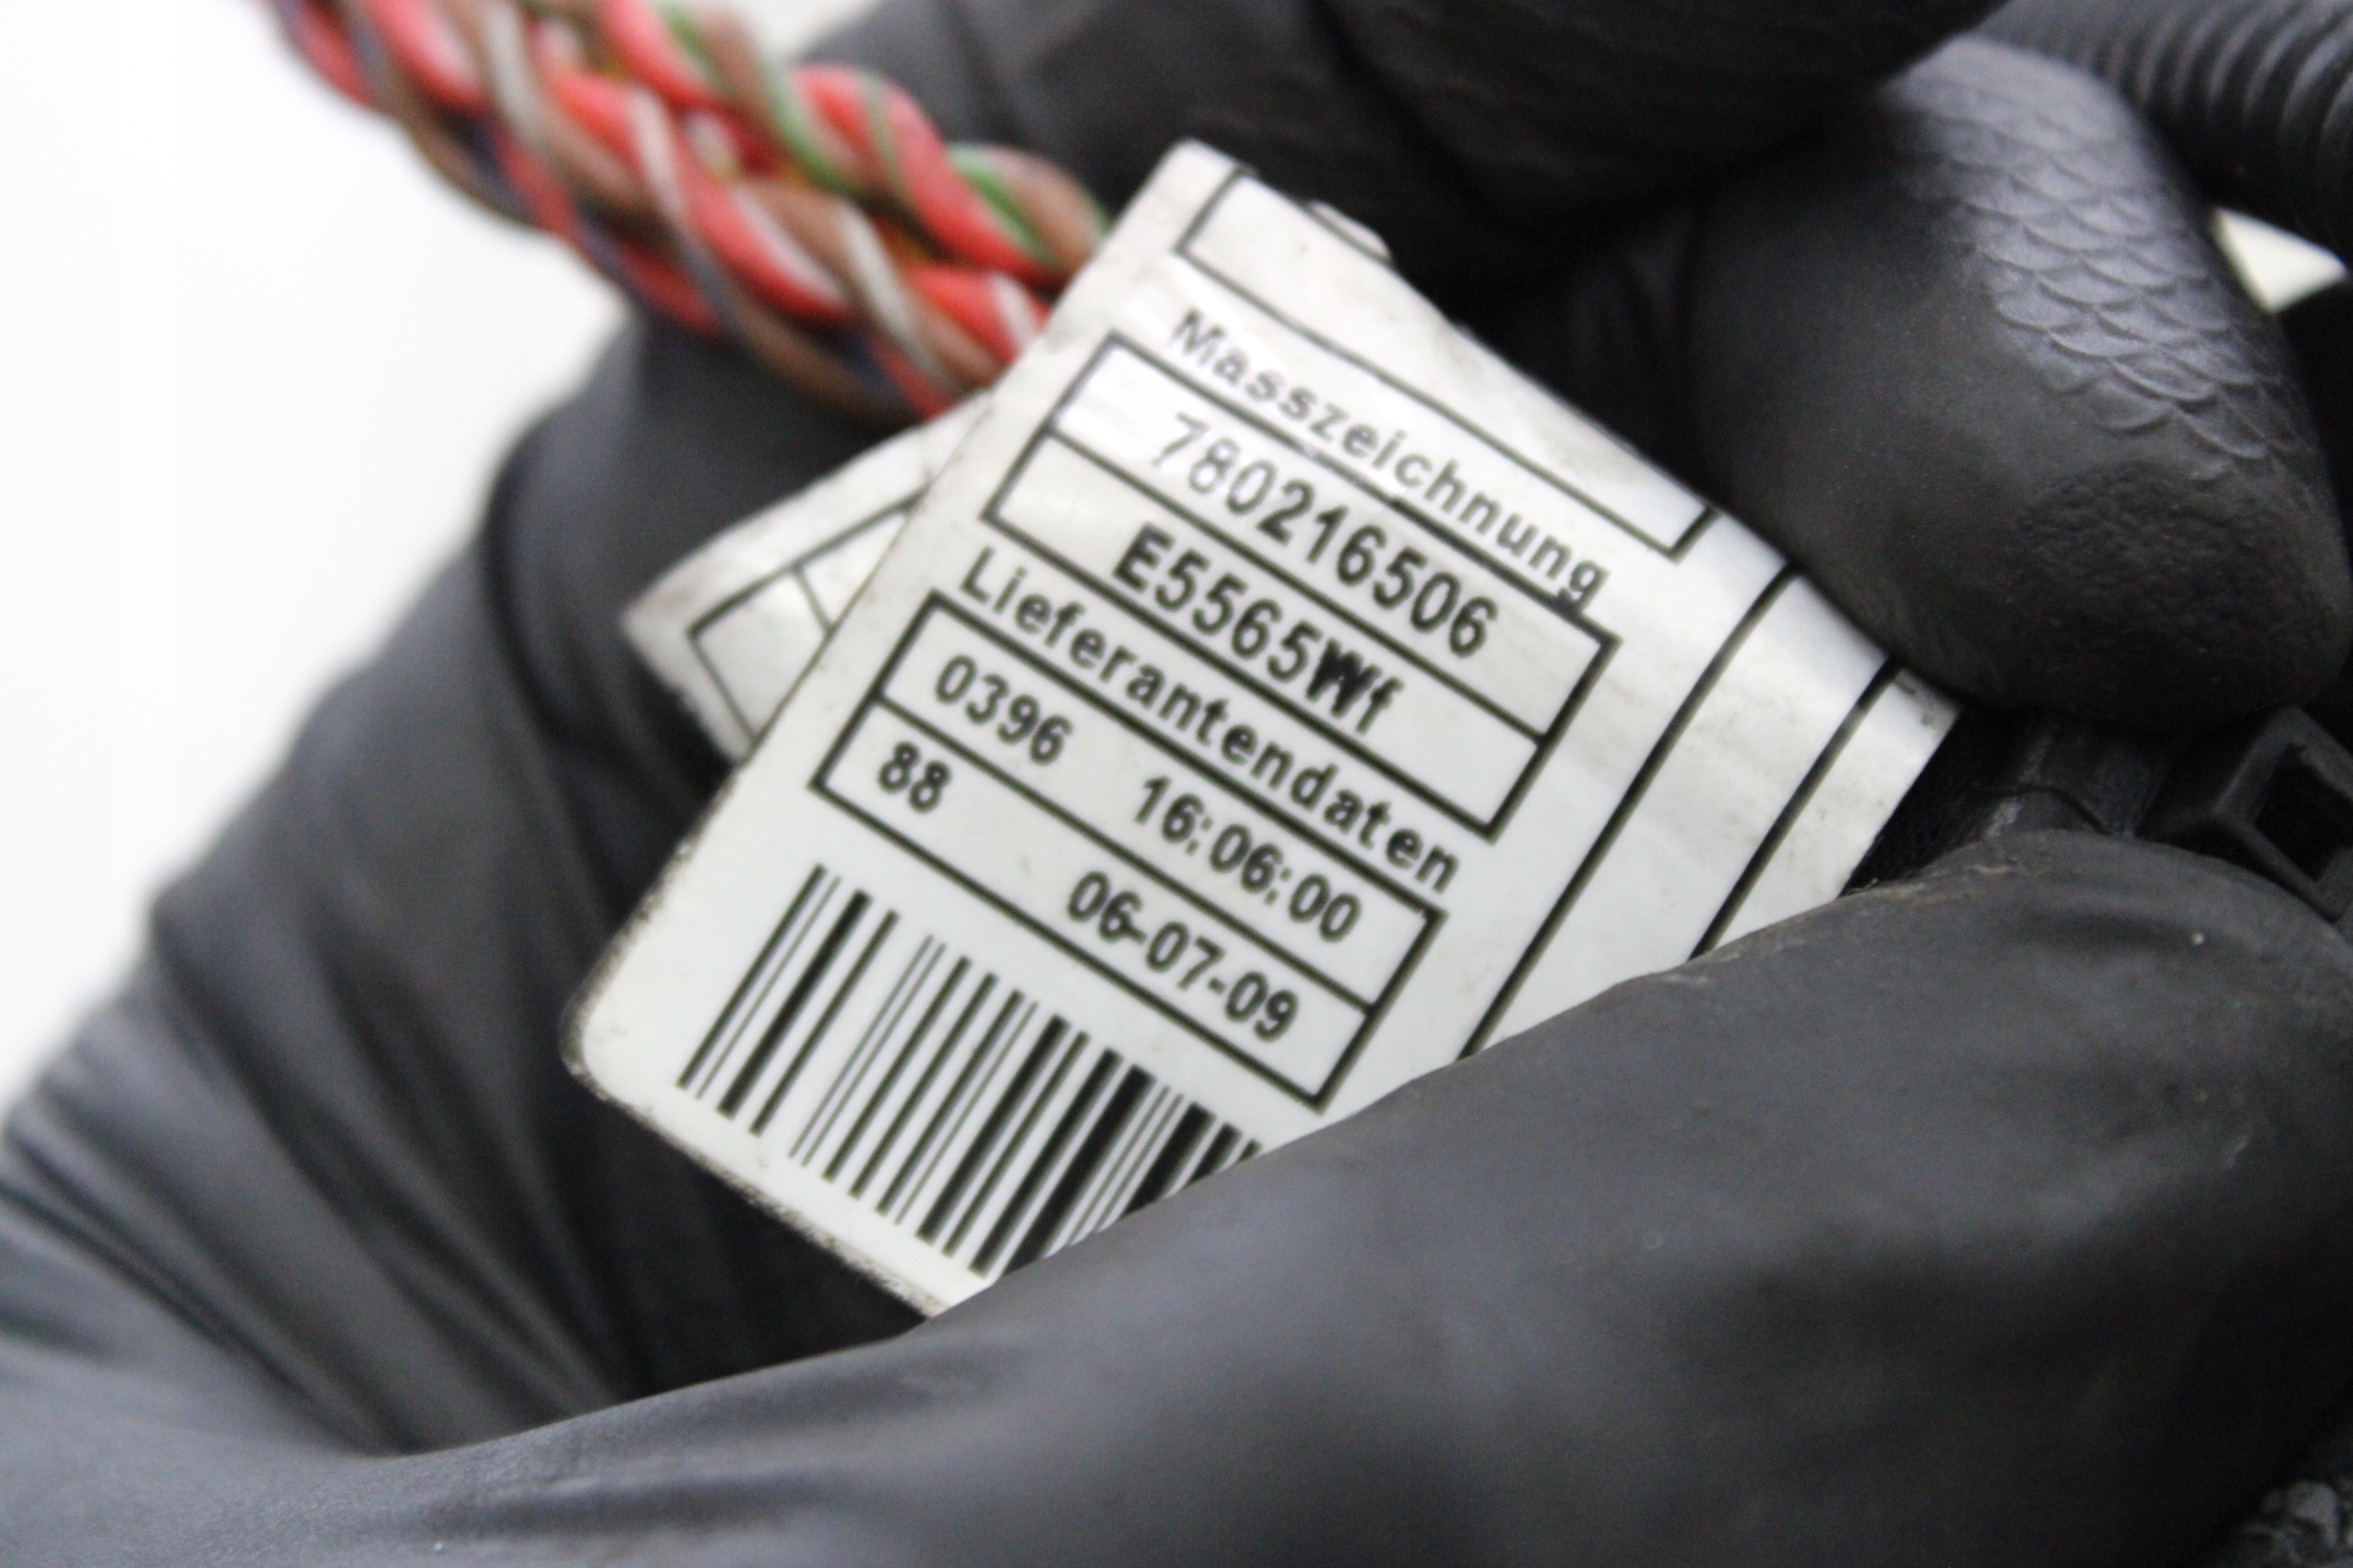 Masszeichnung
780216506
E5565Wf
Lieferantendaten
0396 16:06:00
88 06-07-09